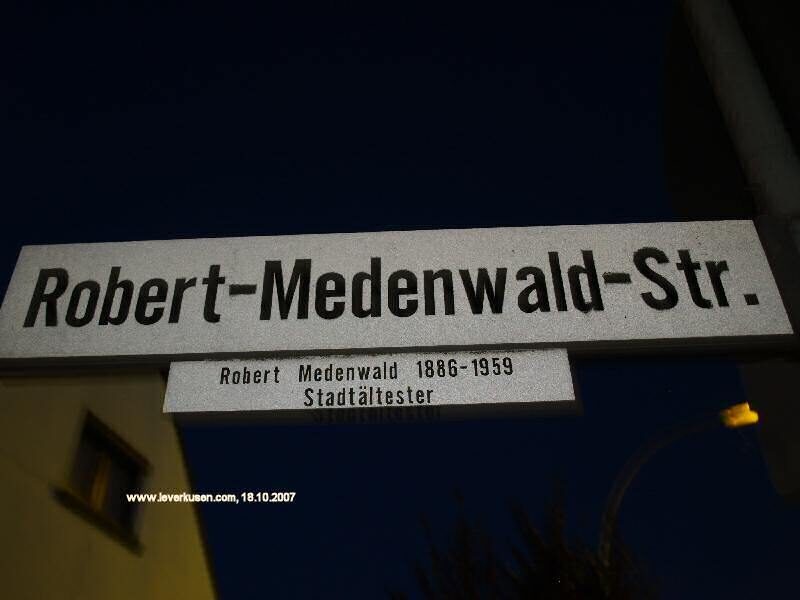 Robert-Medenwald-Str.
Robert Medenwald 1886-1959
Stadtältester
www.leverkusen.com, 18.10.2007